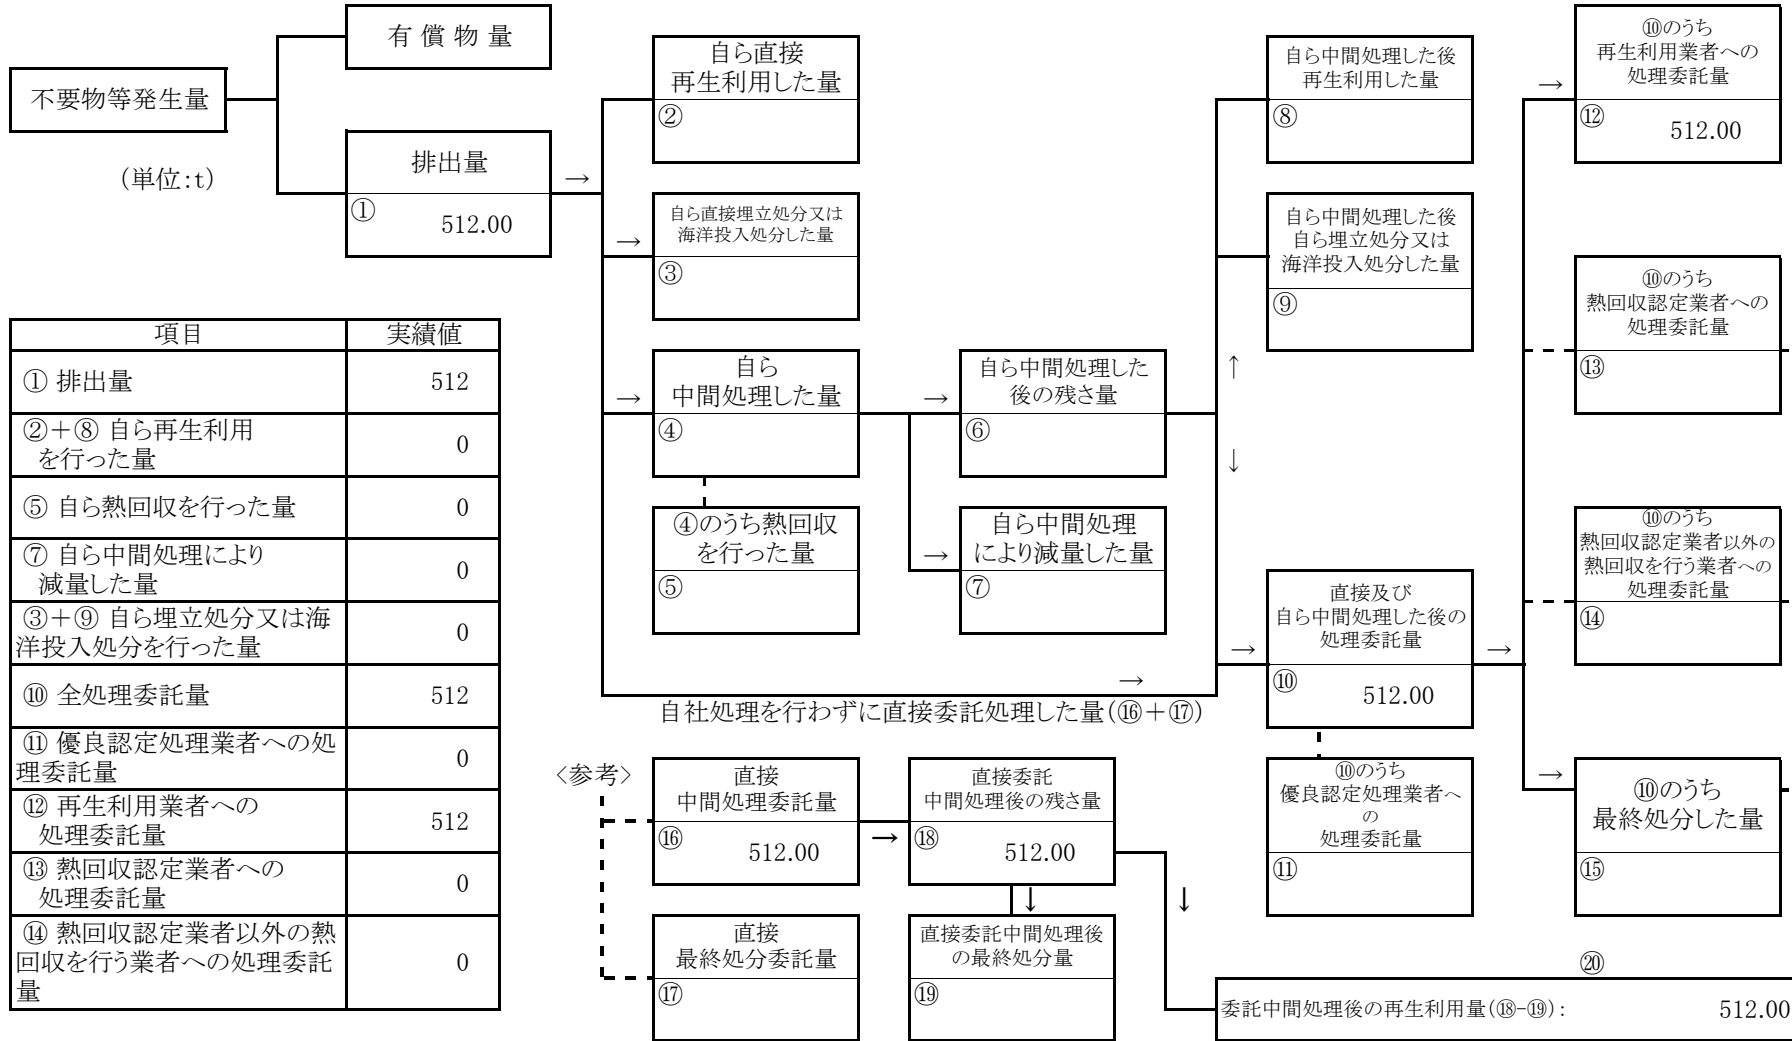 不要物等発生量
(単位:t)
有 償 物 量
排出量
①
512.00
→
自ら直接
再生利用した量
②
→
自ら直接埋立処分又は
海洋投入処分した量
③
→
自ら
中間処理した量
④
④のうち熱回収
を行った量
⑤
→
自ら中間処理した
後の残さ量
⑥
→
自ら中間処理
により減量した量
⑦
↑
↓
自ら中間処理した後
再生利用した量
⑧
自ら中間処理した後
自ら埋立処分又は
海洋投入処分した量
⑨
→
直接及び
自ら中間処理した後の
処理委託量
⑩
512.00
→
⑩のうち
優良認定処理業者へ
の
処理委託量
⑪
→
⑩のうち
再生利用業者への
処理委託量
⑫
512.00
⑩のうち
熱回収認定業者への
処理委託量
⑬
⑩のうち
熱回収認定業者以外の
熱回収を行う業者への
処理委託量
⑭
→
⑩のうち
最終処分した量
⑮
→
自社処理を行わずに直接委託処理した量(⑯+⑰)
〈参考〉
直接
中間処理委託量
⑯
512.00
→
直接委託
中間処理後の残さ量
⑱
512.00
↓
↓
直接
最終処分委託量
⑰
直接委託中間処理後
の最終処分量
⑲
⑳
委託中間処理後の再生利用量(⑱-⑲): 512.00
項目 実績値
① 排出量 512
②+⑧ 自ら再生利用
を行った量 0
⑤ 自ら熱回収を行った量 0
⑦ 自ら中間処理により
減量した量 0
③+⑨ 自ら埋立処分又は海
洋投入処分を行った量 0
⑩ 全処理委託量 512
⑪ 優良認定処理業者への処
理委託量 0
⑫ 再生利用業者への
処理委託量 512
⑬ 熱回収認定業者への
処理委託量 0
⑭ 熱回収認定業者以外の熱
回収を行う業者への処理委託 0
量